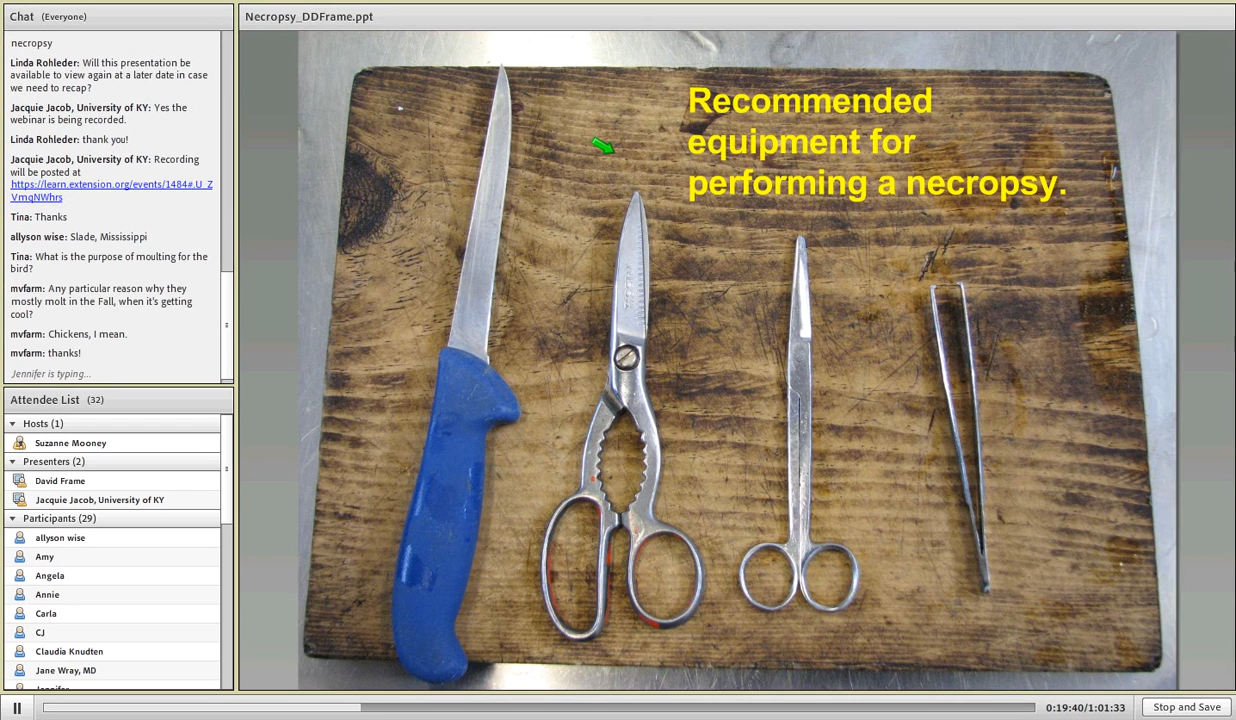 Chat (Everyone)
necropsy
Linda Rohleder: Will this presentation be
available to view again at a later date in case
we need to recap?
Jacquie Jacob, University of KY: Yes the
webinar is being recorded.
Linda Rohleder: thank you!
Jacquie Jacob, University of KY: Recording
will be posted at
https://learn.extension.org/events/1484#.U_Z
VmqNWhrs
Tina: Thanks
allyson wise: Slade, Mississippi
Tina: What is the purpose of moulting for the
bird?
mvfarm: Any particular reason why they
mostly molt in the Fall, when it's getting
cool?
mvfarm: Chickens, I mean.
mvfarm: thanks!
Jennifer is typing...
Attendee List (32)
Hosts (1)
Suzanne Mooney
Presenters (2)
David Frame
Jacquie Jacob, University of KY
Participants (29)
allyson wise
Amy
Angela
Annie
Carla
CJ
Claudia Knudten
Jane Wray, MD
Necropsy_DDFrame.ppt
Recommended
equipment for
performing a necropsy.
0:19:40/1:01:33
Stop and Save